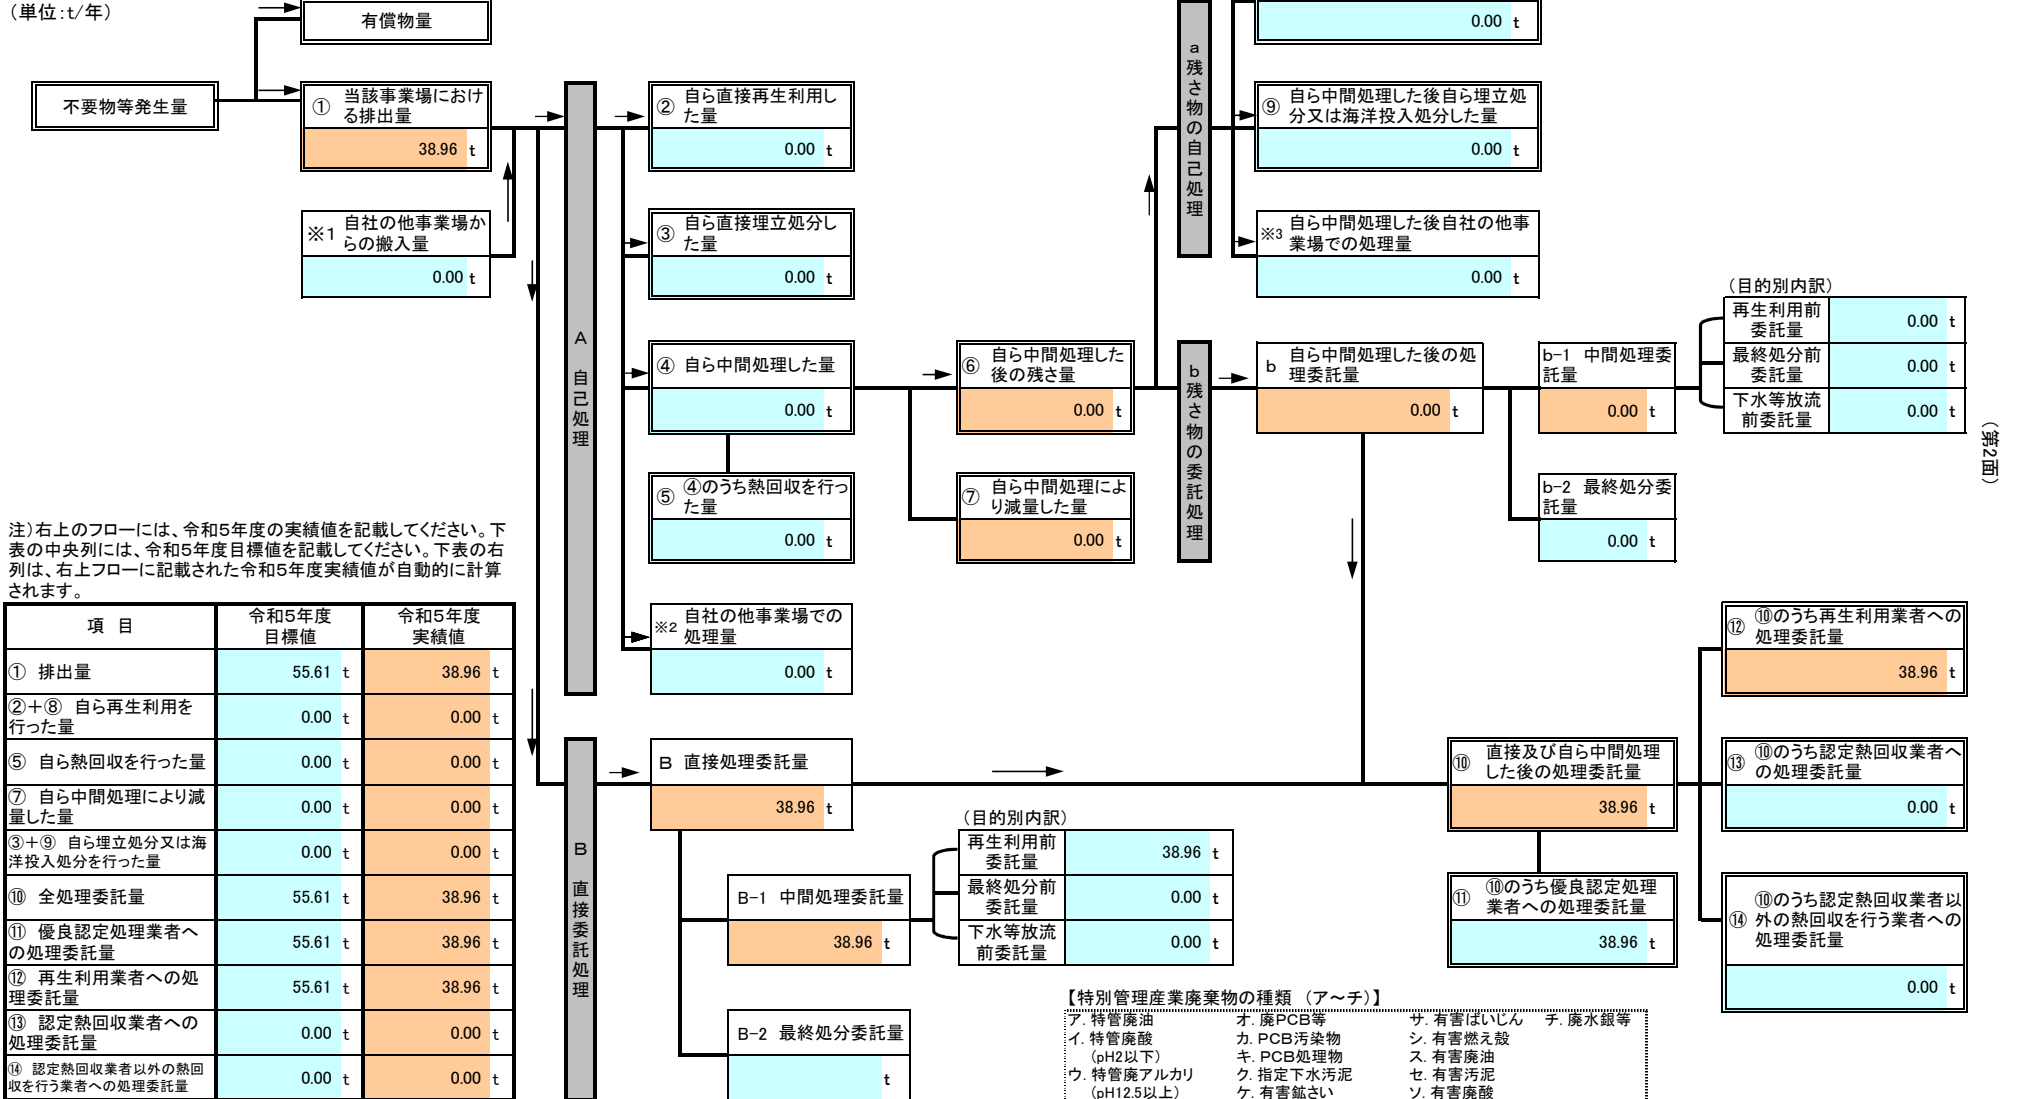 （単位：t/年）
有償物量
不要物等発生量
① 当該事業場におけ
る排出量
38.96 t
※1 自社の他事業場か
らの搬入量
0.00 t
A 自己処理
② 自ら直接再生利用し
た量
0.00 t
③ 自ら直接埋立処分し
た量
0.00 t
④ 自ら中間処理した量
0.00 t
⑤ ④のうち熱回収を行っ
た量
0.00 t
※2 自社の他事業場での
処理量
0.00 t
⑥ 自ら中間処理した
後の残さ量
0.00 t
⑦ 自ら中間処理によ
り減量した量
0.00 t
a残さ物の自己処理
0.00 t
⑨ 自ら中間処理した後自ら埋立処
分又は海洋投入処分した量
0.00 t
※3 自ら中間処理した後自社の他事
業場での処理量
0.00 t
b残さ物の委託処理
b 自ら中間処理した後の処
理委託量
0.00 t
b-1 中間処理委
託量
0.00 t
b-2 最終処分委
託量
0.00 t
（目的別内訳）
再生利用前
委託量
0.00 t
最終処分前
委託量
0.00 t
下水等放流
前委託量
0.00 t
（第2面）
注）右上のフローには、令和5年度の実績値を記載してください。下
表の中央列には、令和5年度目標値を記載してください。下表の右
列は、右上フローに記載された令和5年度実績値が自動的に計算
されます。
項 目
令和5年度
目標値
令和5年度
実績値
① 排出量 55.61 t 38.96 t
②＋⑧ 自ら再生利用を
行った量 0.00 t 0.00 t
⑤ 自ら熱回収を行った量 0.00 t 0.00 t
⑦ 自ら中間処理により減
量した量 0.00 t 0.00 t
③＋⑨ 自ら埋立処分又は海
洋投入処分を行った量 0.00 t 0.00 t
⑩ 全処理委託量 55.61 t 38.96 t
⑪ 優良認定処理業者へ
の処理委託量 55.61 t 38.96 t
⑫ 再生利用業者への処
理委託量 55.61 t 38.96 t
⑬ 認定熱回収業者への
処理委託量 0.00 t 0.00 t
⑭ 認定熱回収業者以外の熱回
収を行う業者への処理委託量 0.00 t 0.00 t
B 直接委託処理
B 直接処理委託量
38.96 t
B-1 中間処理委託量
38.96 t
B-2 最終処分委託量
t
（目的別内訳）
再生利用前
委託量
38.96 t
最終処分前
委託量
0.00 t
下水等放流
前委託量
0.00 t
⑩ 直接及び自ら中間処理
した後の処理委託量
38.96 t
⑪ ⑩のうち優良認定処理
業者への処理委託量
38.96 t
⑫ ⑩のうち再生利用業者への
処理委託量
38.96 t
⑬ ⑩のうち認定熱回収業者へ
の処理委託量
0.00 t
⑭ ⑩のうち認定熱回収業者以
外の熱回収を行う業者への
処理委託量
0.00 t
【特別管理産業廃棄物の種類 （ア～チ）】
ア. 特管廃油 オ. 廃PCB等 サ. 有害ばいじん チ. 廃水銀等
イ. 特管廃酸 カ. PCB汚染物 シ. 有害燃え殻
（pH2以下） キ. PCB処理物 ス. 有害廃油
ウ. 特管廃アルカリ ク. 指定下水汚泥 セ. 有害汚泥
（pH12.5以上） ケ. 有害鉱さい ソ. 有害廃酸